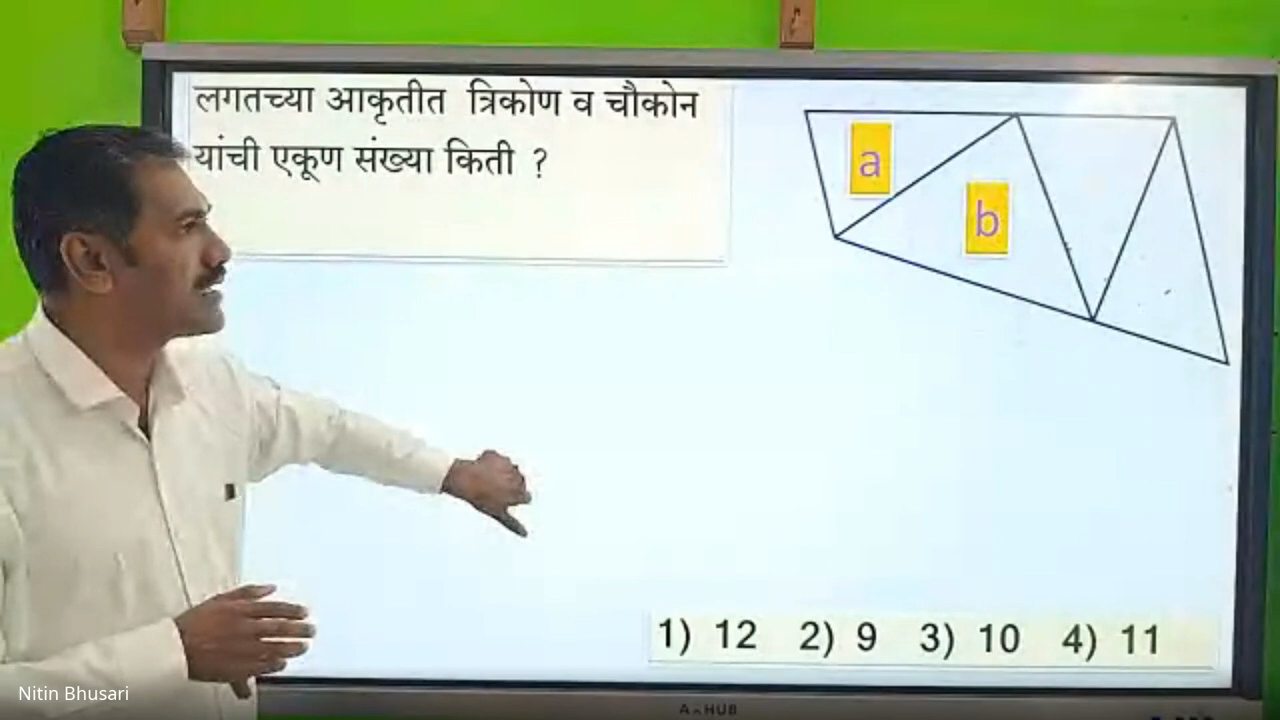 लगतच्या आकृतीत त्रिकोण व चौकोन
यांची एकूण संख्या किती ?
a
b
1) 12 2) 9 3) 10 4) 11
Nitin Bhusari